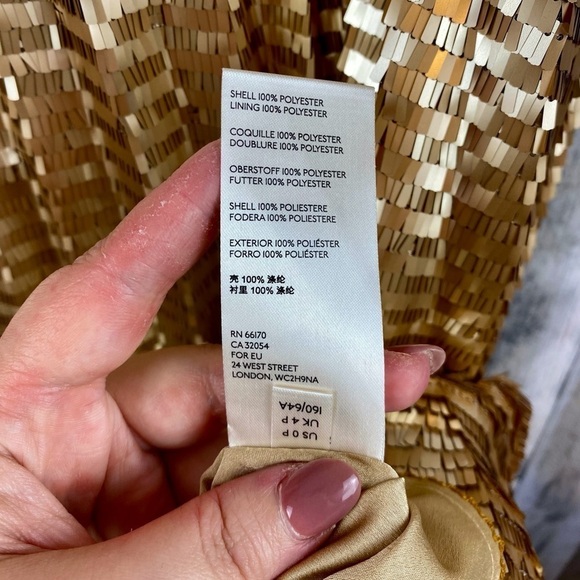 SHELL 100% POLYESTER
LINING 100% POLYESTER
COQUILLE 100% POLYESTER
DOUBLURE 100% POLYESTER
OBERSTOFF 100% POLYESTER
FUTTER 100% POLYESTER
SHELL 100% POLIESTERE
FODERA 100% POLIESTERE
EXTERIOR 100% POLIÉSTER
FORRO 100% POLIÉSTER
壳 100% 涤纶
衬里 100% 涤纶
RN 66170
CA 32054
FOR EU
24 WEST STREET
LONDON, WC2H9NA
US 0 P
UK 4 P
160/64A